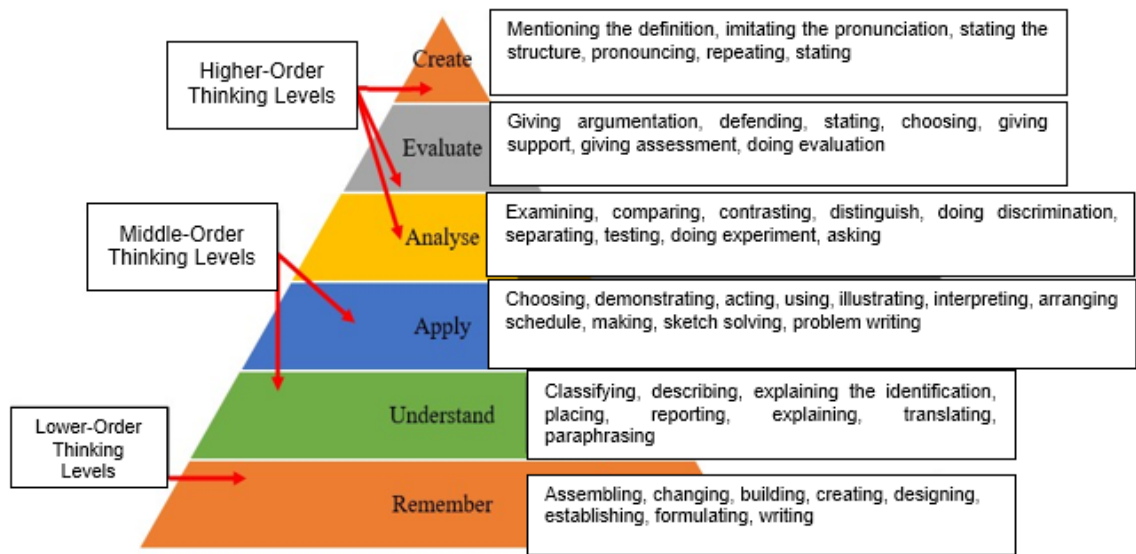 Create
Mentioning the definition, imitating the pronunciation, stating the
structure, pronouncing, repeating, stating
Higher-Order
Thinking Levels
Evaluate
Giving argumentation, defending, stating, choosing, giving
support, giving assessment, doing evaluation
Analyse
Examining, comparing, contrasting, distinguish, doing discrimination,
separating, testing, doing experiment, asking
Middle-Order
Thinking Levels
Apply
Choosing, demonstrating, acting, using, illustrating, interpreting, arranging
schedule, making, sketch solving, problem writing
Understand
Classifying, describing, explaining the identification,
placing, reporting, explaining, translating,
paraphrasing
Lower-Order
Thinking
Levels
Remember
Assembling, changing, building, creating, designing,
establishing, formulating, writing